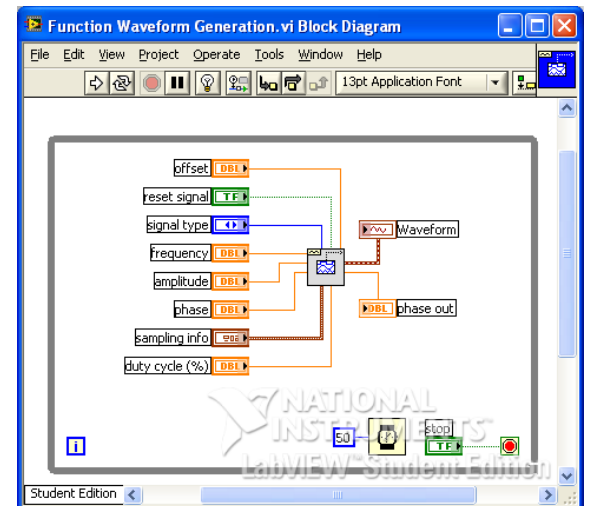 Function Waveform Generation.vi Block Diagram
File Edit View Project Operate Tools Window Help
13pt Application Font
offset DBL
reset signal TF
signal type
frequency DBL
Waveform
amplitude DBL
phase DBL
DBL phase out
sampling info
duty cycle (%) DBL
NATIONAL
INSTRUMENTS
LabVIEW™ Student Edition
50
stop
TF
i
Student Edition